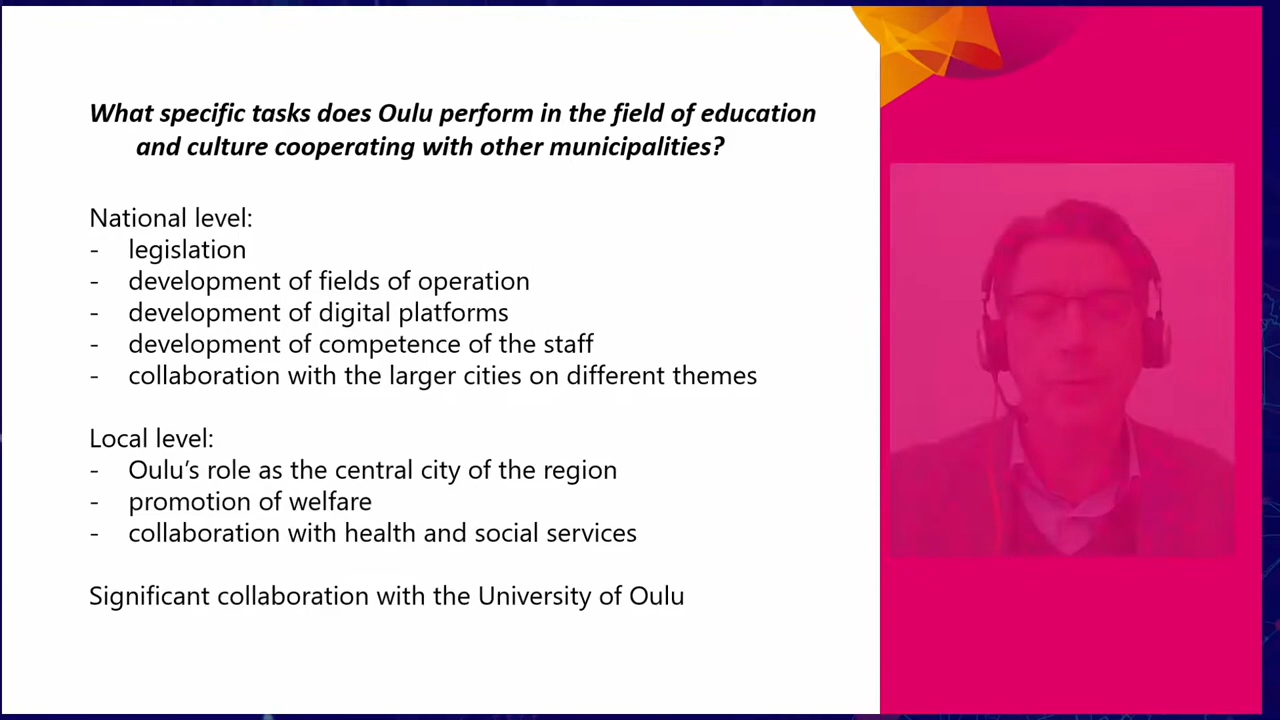 What specific tasks does Oulu perform in the field of education
and culture cooperating with other municipalities?
National level:
- legislation
- development of fields of operation
- development of digital platforms
- development of competence of the staff
- collaboration with the larger cities on different themes
Local level:
- Oulu’s role as the central city of the region
- promotion of welfare
- collaboration with health and social services
Significant collaboration with the University of Oulu